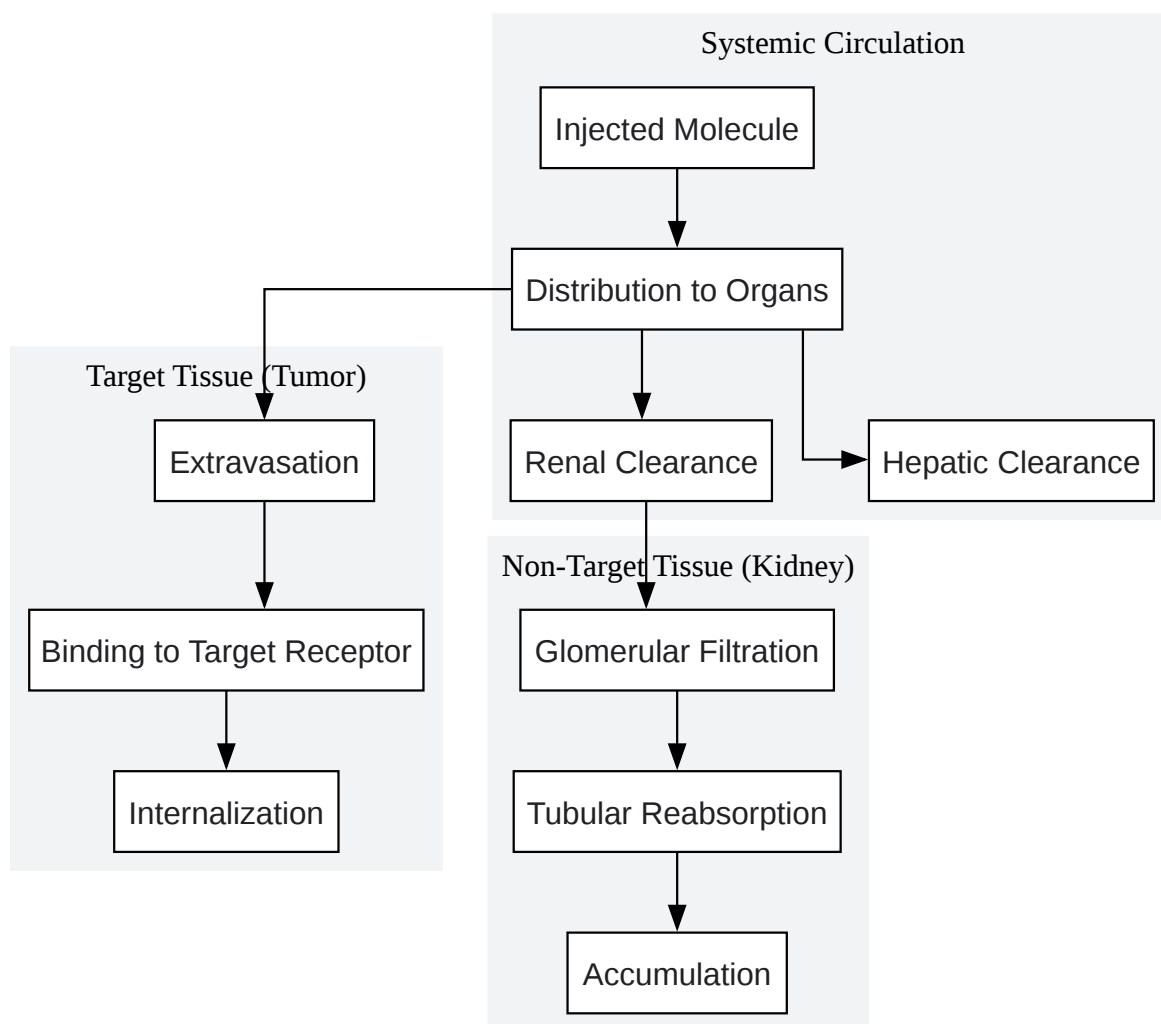 Systemic Circulation
Injected Molecule
Distribution to Organs
Target Tissue (Tumor)
Extravasation
Renal Clearance
Hepatic Clearance
Non-Target Tissue (Kidney)
Binding to Target Receptor
Glomerular Filtration
Internalization
Tubular Reabsorption
Accumulation